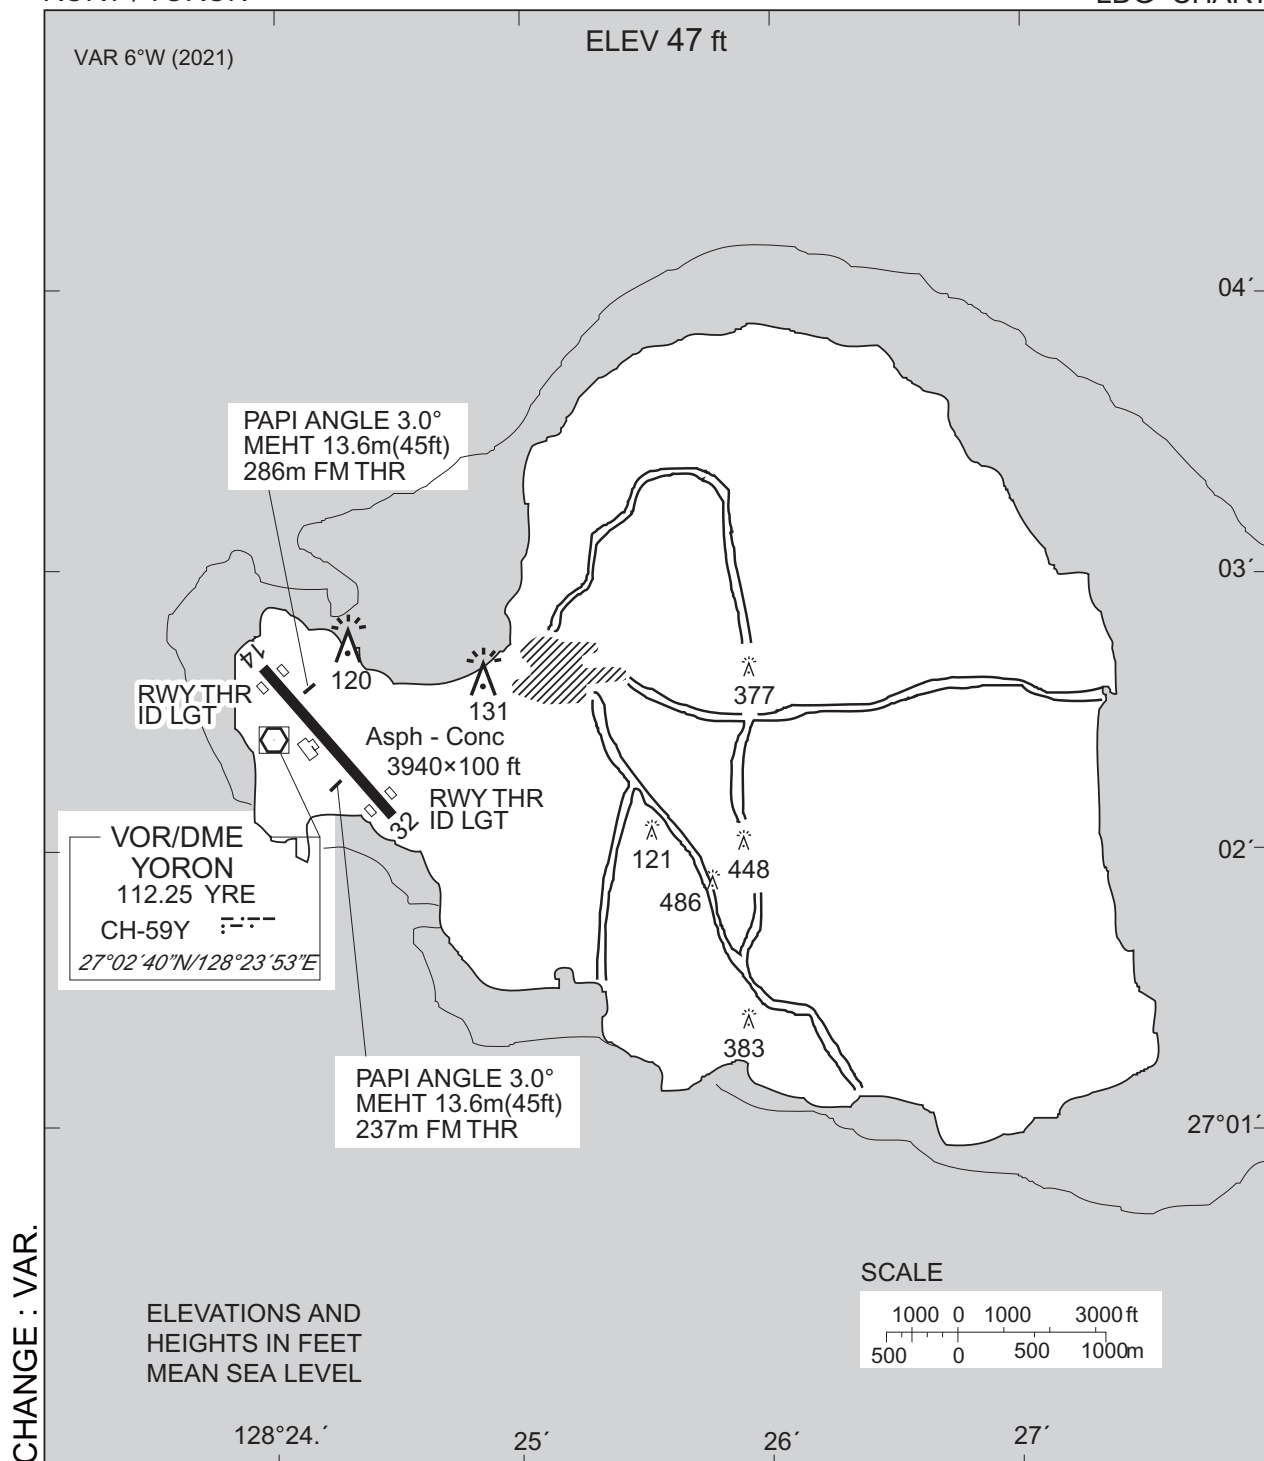 VAR 6°W (2021)
ELEV 47 ft
04´
03´
PAPI ANGLE 3.0°
MEHT 13.6m(45ft)
286m FM THR
14
120
131
377
RWY THR
ID LGT
Asph - Conc
3940×100 ft
RWY THR
ID LGT
32
02´
121
448
486
383
VOR/DME
YORON
112.25 YRE
CH-59Y
27°02´40”N/128°23´53”E
PAPI ANGLE 3.0°
MEHT 13.6m(45ft)
237m FM THR
27°01´
CHANGE : VAR.
ELEVATIONS AND
HEIGHTS IN FEET
MEAN SEA LEVEL
SCALE
1000 0 1000 3000 ft
500 0 500 1000m
128°24.´
25´
26´
27´